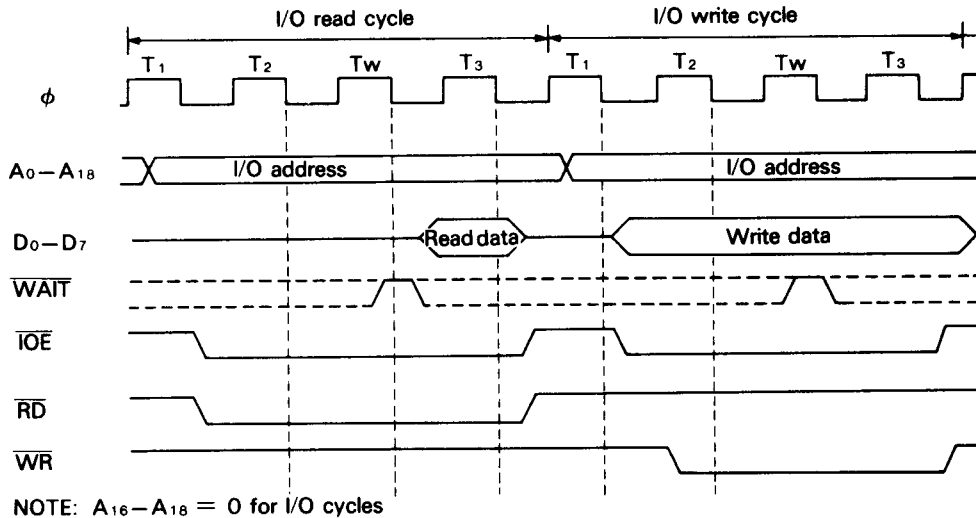 I/O read cycle I/O write cycle
T1 T2 TW T3 T1 T2 TW T3
φ
A0–A18 I/O address I/O address
D0–D7 Read data Write data
WAIT
IOE
RD
WR
NOTE: A16–A18 = 0 for I/O cycles